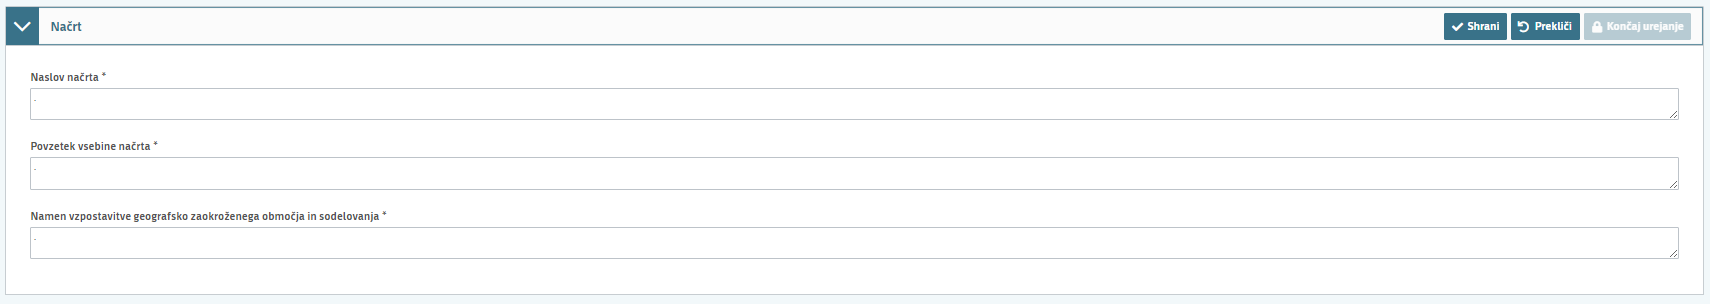 Načrt
Shrani
Prekliči
Končaj urejanje
Naslov načrta *
.
Povzetek vsebine načrta *
.
Namen vzpostavitve geografsko zaokroženega območja in sodelovanja *
.